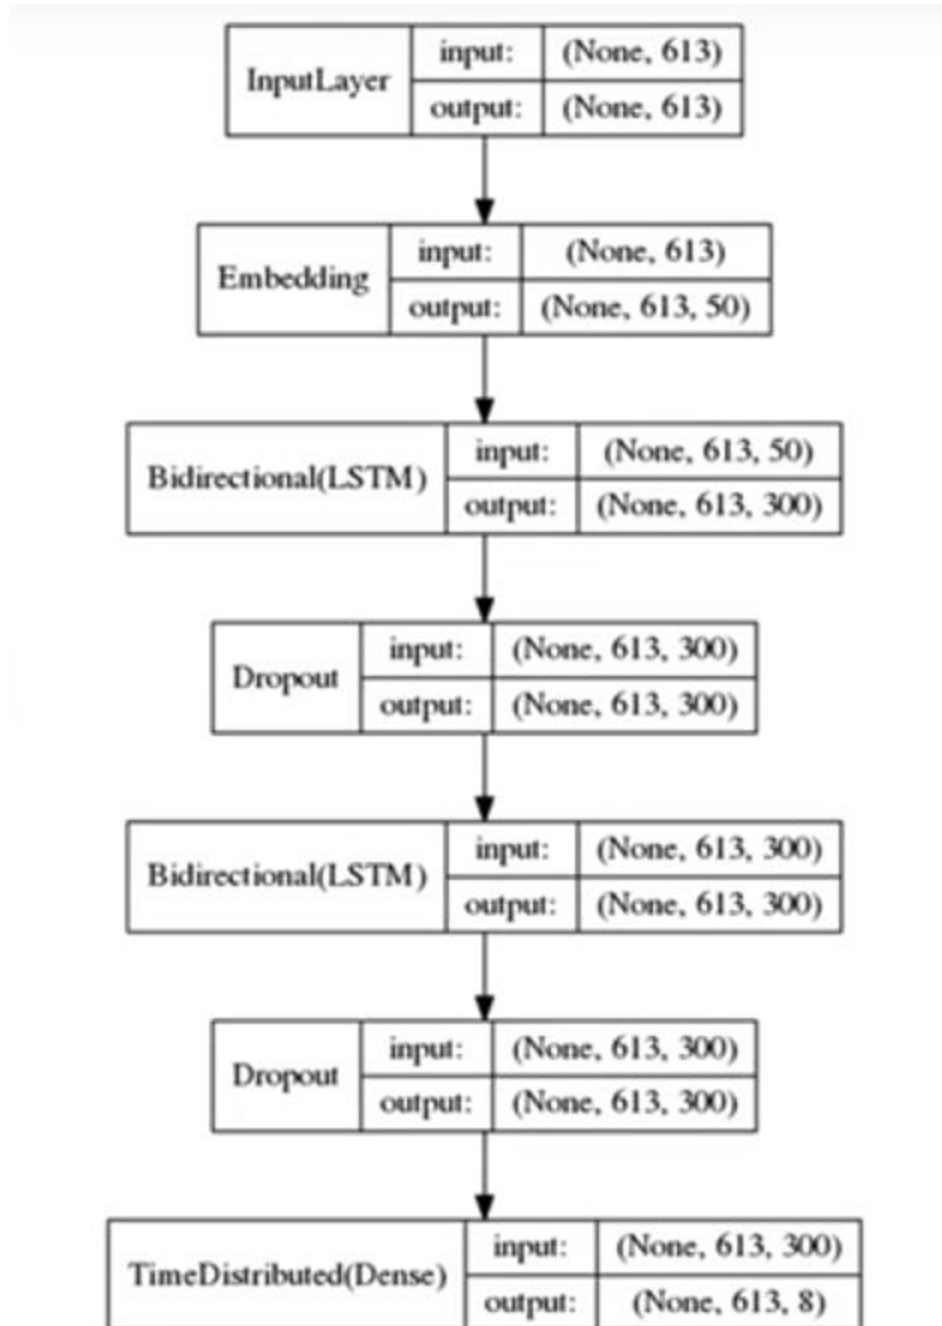 InputLayer input: (None, 613)
output: (None, 613)
Embedding input: (None, 613)
output: (None, 613, 50)
Bidirectional(LSTM) input: (None, 613, 50)
output: (None, 613, 300)
Dropout input: (None, 613, 300)
output: (None, 613, 300)
Bidirectional(LSTM) input: (None, 613, 300)
output: (None, 613, 300)
Dropout input: (None, 613, 300)
output: (None, 613, 300)
TimeDistributed(Dense) input: (None, 613, 300)
output: (None, 613, 8)